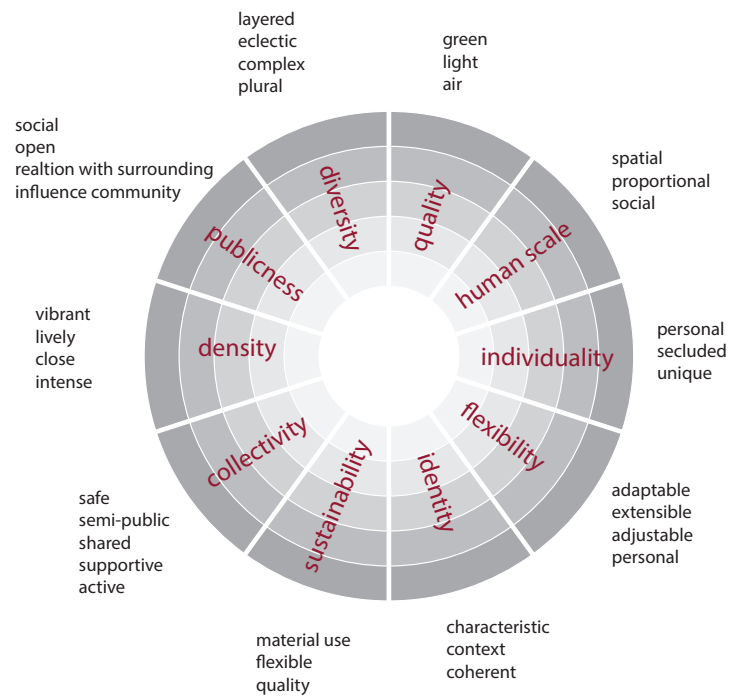 layered
eclectic
complex
plural
green
light
air
social
open
realtion with surrounding
influence community
spatial
proportional
social
diversity
quality
publicness
human scale
vibrant
lively
close
intense
density
individuality
personal
secluded
unique
collectivity
sustainability
identity
flexibility
safe
semi-public
shared
supportive
active
adaptable
extensible
adjustable
personal
material use
flexible
quality
characteristic
context
coherent